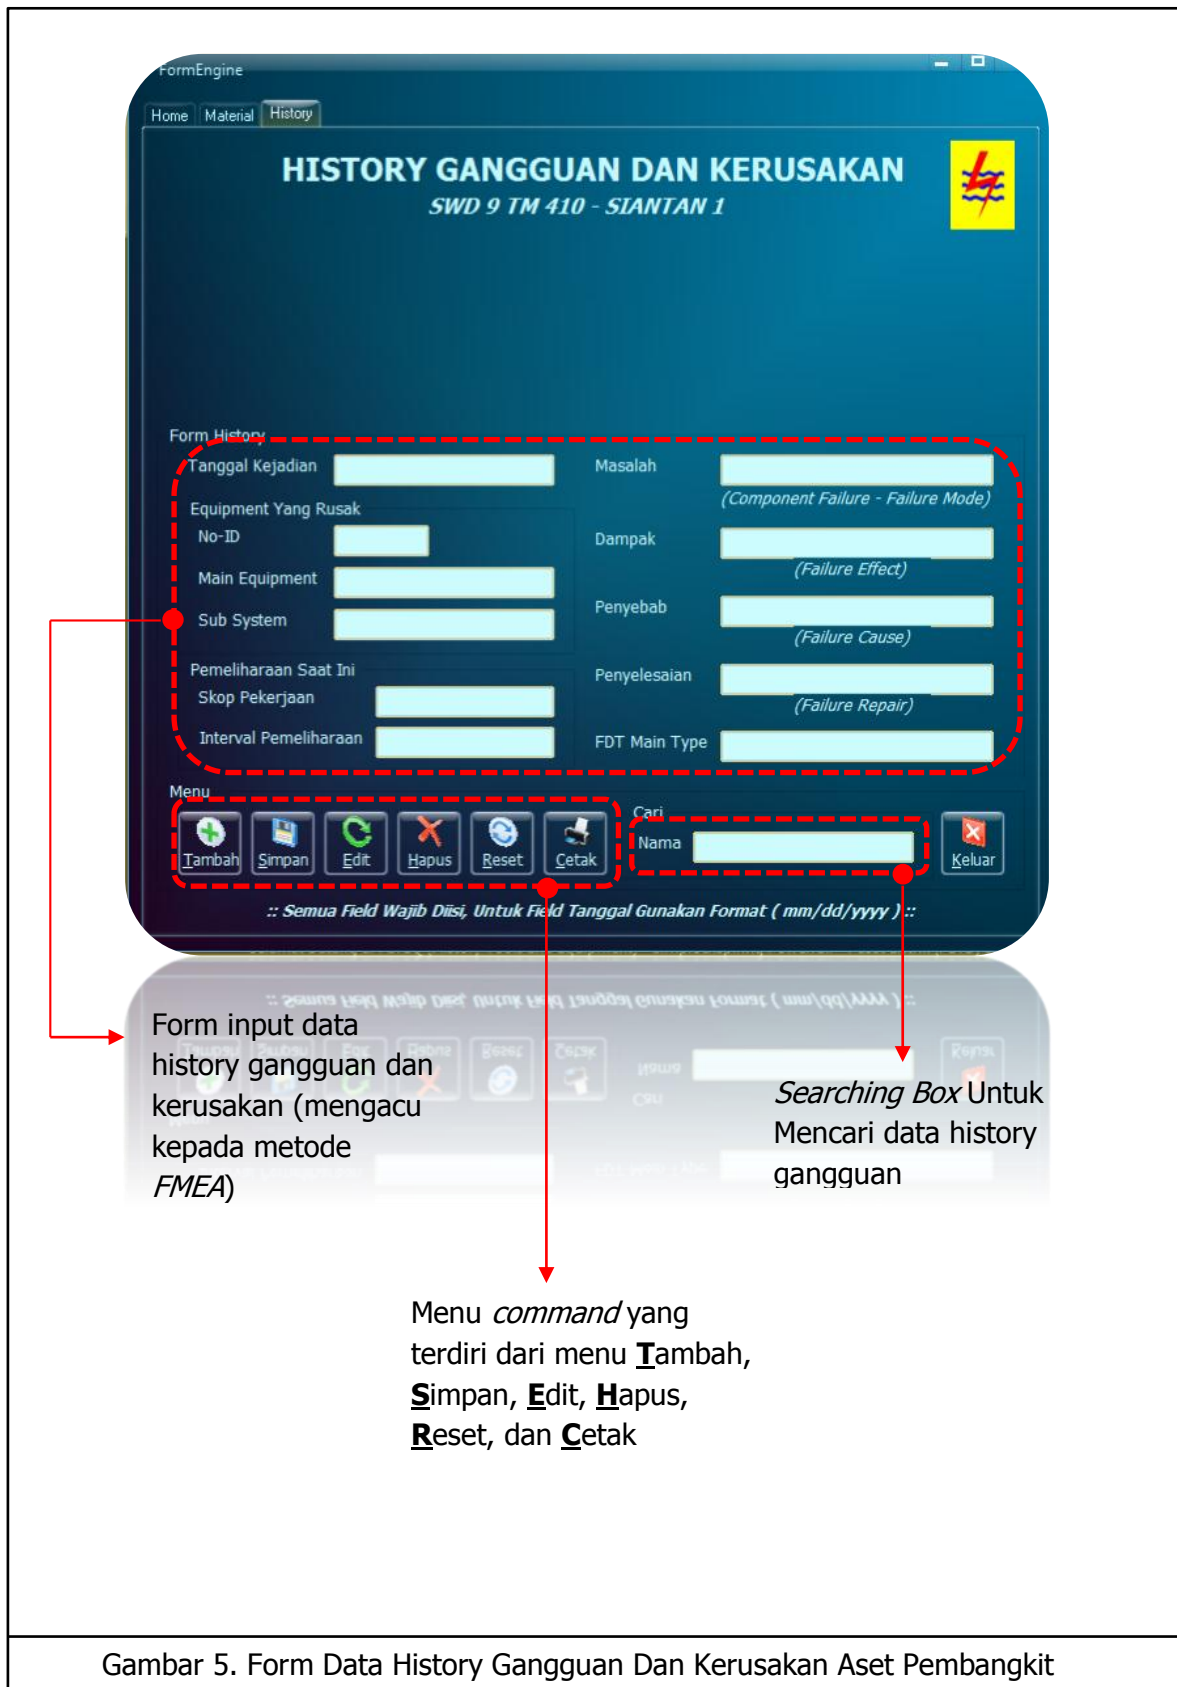 FormEngine
Home Material History
HISTORY GANGGUAN DAN KERUSAKAN
SWD 9 TM 410 - SIANTAN 1
Form History
Tanggal Kejadian
Equipment Yang Rusak
No-ID
Main Equipment
Sub System
Pemeliharaan Saat Ini
Skop Pekerjaan
Interval Pemeliharaan
Masalah
(Component Failure - Failure Mode)
Dampak
(Failure Effect)
Penyebab
(Failure Cause)
Penyelesaian
(Failure Repair)
FDT Main Type
Menu
Tambah Simpan Edit Hapus Reset Cetak
Cari
Nama
Keluar
:: Semua Field Wajib Diisi, Untuk Field Tanggal Gunakan Format ( mm/dd/yyyy ) ::
Form input data
history gangguan dan
kerusakan (mengacu
kepada metode
FMEA)
Searching Box Untuk
Mencari data history
gangguan
Menu command yang
terdiri dari menu Tambah,
Simpan, Edit, Hapus,
Reset, dan Cetak
Gambar 5. Form Data History Gangguan Dan Kerusakan Aset Pembangkit